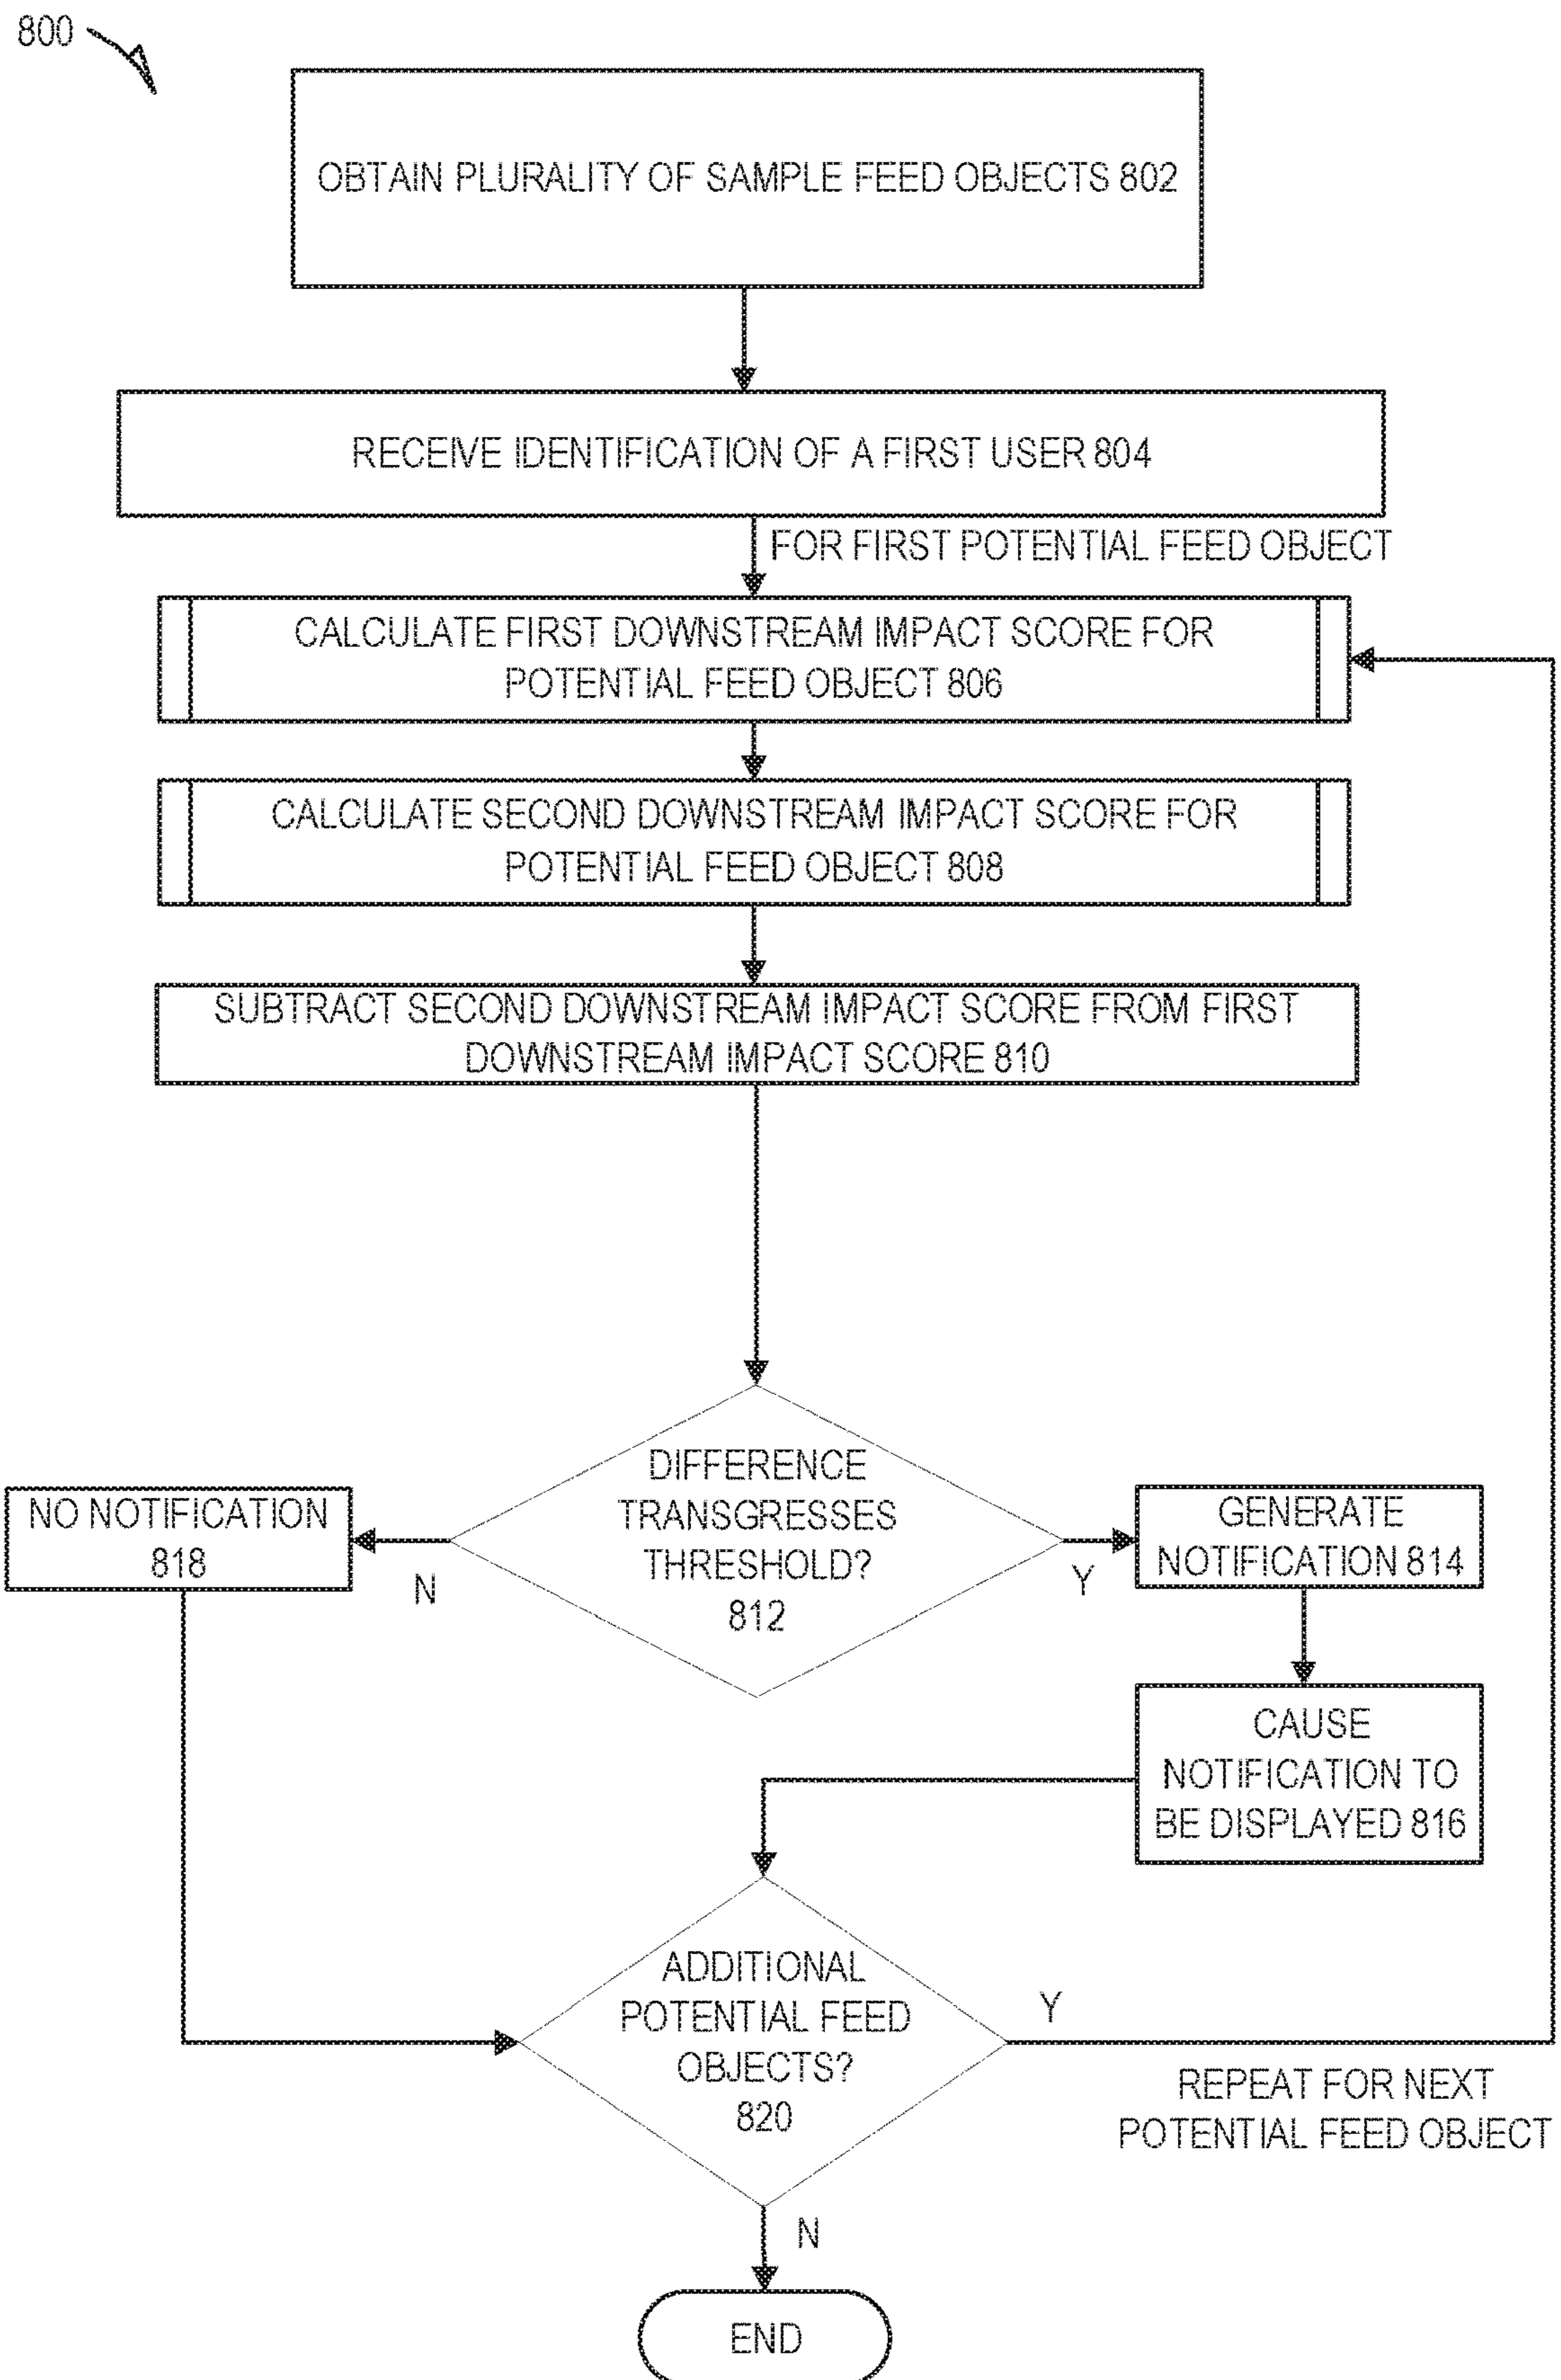 800
OBTAIN PLURALITY OF SAMPLE FEED OBJECTS 802
RECEIVE IDENTIFICATION OF A FIRST USER 804
FOR FIRST POTENTIAL FEED OBJECT
CALCULATE FIRST DOWNSTREAM IMPACT SCORE FOR
POTENTIAL FEED OBJECT 806
CALCULATE SECOND DOWNSTREAM IMPACT SCORE FOR
POTENTIAL FEED OBJECT 808
SUBTRACT SECOND DOWNSTREAM IMPACT SCORE FROM FIRST
DOWNSTREAM IMPACT SCORE 810
DIFFERENCE
TRANSGRESSES
THRESHOLD?
812
NO NOTIFICATION
818
N
Y
GENERATE
NOTIFICATION 814
CAUSE
NOTIFICATION TO
BE DISPLAYED 816
ADDITIONAL
POTENTIAL FEED
OBJECTS?
820
Y
REPEAT FOR NEXT
POTENTIAL FEED OBJECT
N
END